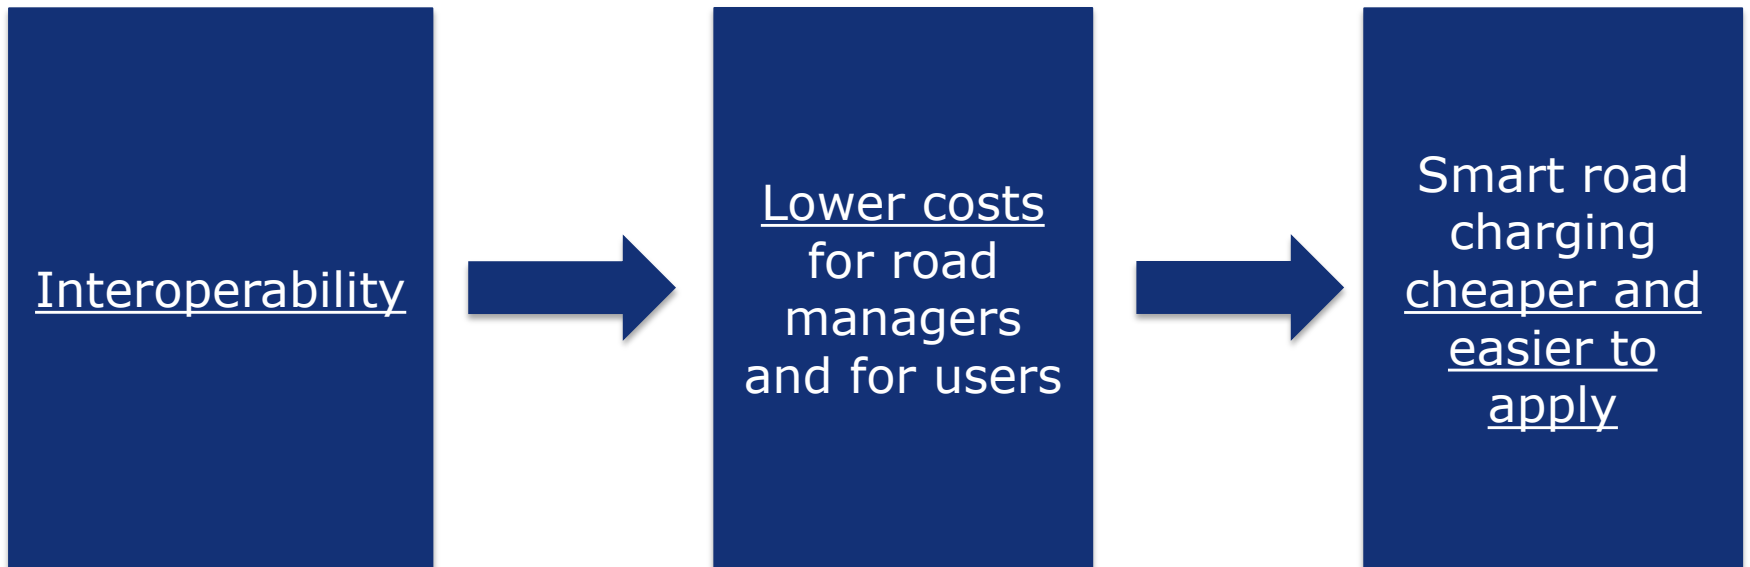 Interoperability
Lower costs
for road
managers
and for users
Smart road
charging
cheaper and
easier to
apply